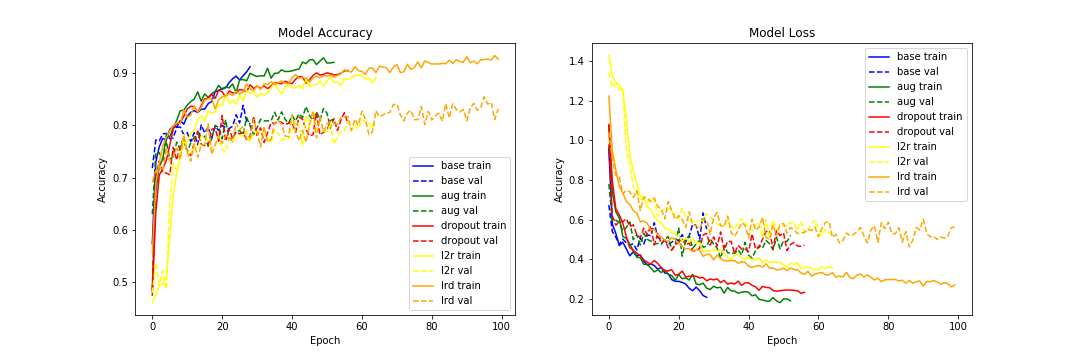 Model Accuracy
Accuracy
0.9
0.8
0.7
0.6
0.5
0
20
40
60
80
100
Epoch
base train
base val
aug train
aug val
dropout train
dropout val
l2r train
l2r val
lrd train
lrd val
Model Loss
Accuracy
1.4
1.2
1.0
0.8
0.6
0.4
0.2
0
20
40
60
80
100
Epoch
base train
base val
aug train
aug val
dropout train
dropout val
l2r train
l2r val
lrd train
lrd val